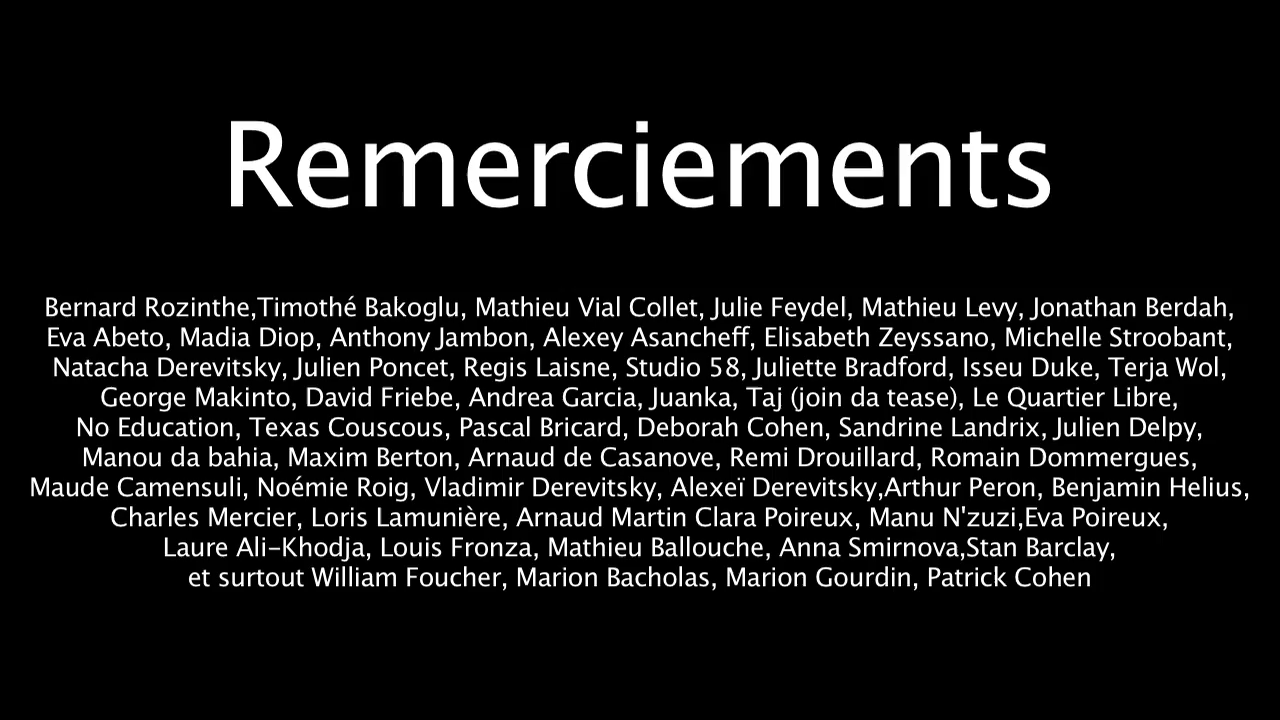 Remerciements
Bernard Rozinthe,Timothé Bakoglu, Mathieu Vial Collet, Julie Feydel, Mathieu Levy, Jonathan Berdah,
Eva Abeto, Madia Diop, Anthony Jambon, Alexey Asancheff, Elisabeth Zeyssano, Michelle Stroobant,
Natacha Derevitsky, Julien Poncet, Regis Laisne, Studio 58, Juliette Bradford, Isseu Duke, Terja Wol,
George Makinto, David Friebe, Andrea Garcia, Juanka, Taj (join da tease), Le Quartier Libre,
No Education, Texas Couscous, Pascal Bricard, Deborah Cohen, Sandrine Landrix, Julien Delpy,
Manou da bahia, Maxim Berton, Arnaud de Casanove, Remi Drouillard, Romain Dommergues,
Maude Camensuli, Noémie Roig, Vladimir Derevitsky, Alexeï Derevitsky,Arthur Peron, Benjamin Helius,
Charles Mercier, Loris Lamunière, Arnaud Martin Clara Poireux, Manu N'zuzi,Eva Poireux,
Laure Ali-Khodja, Louis Fronza, Mathieu Ballouche, Anna Smirnova,Stan Barclay,
et surtout William Foucher, Marion Bacholas, Marion Gourdin, Patrick Cohen